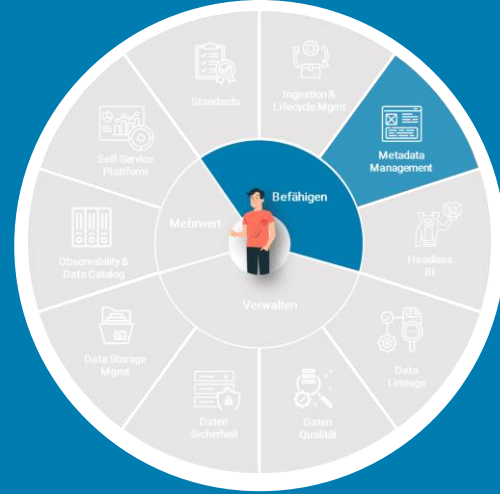 Standards
Ingestion &
Lifecycle Mgmt
Metadata
Management
Self-Service
Plattform
Befähigen
Mehrwert
Headless
BI
Observability &
Data Catalog
Verwalten
Data Storage
Mgmt
Data
Lineage
Daten
Sicherheit
Daten
Qualität